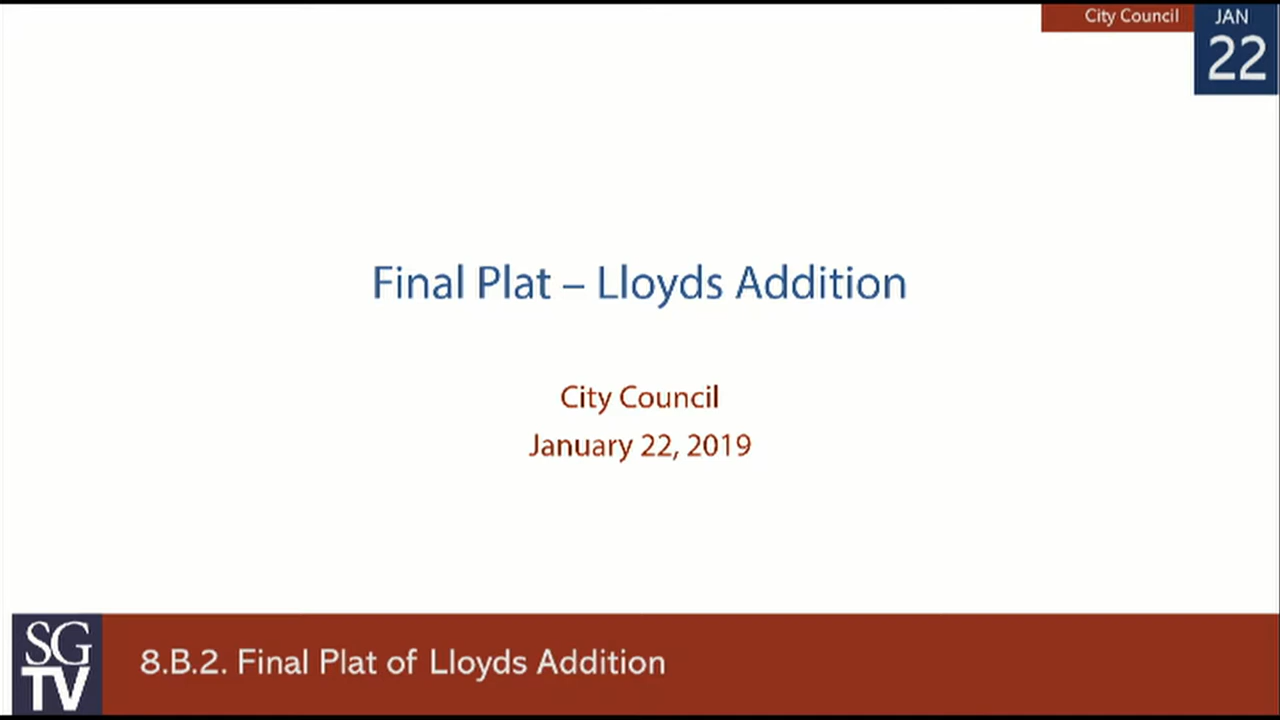 City Council
JAN
22
Final Plat – Lloyds Addition
City Council
January 22, 2019
SG
TV
8.B.2. Final Plat of Lloyds Addition